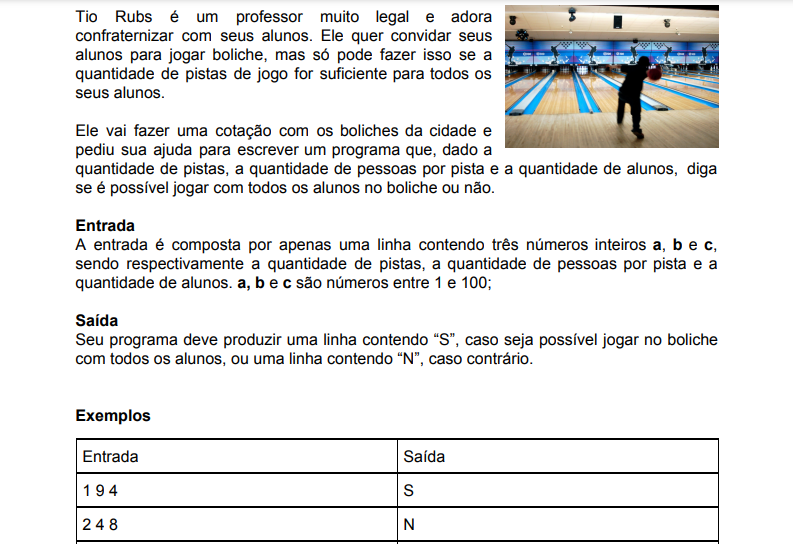 Tio Rubs é um professor muito legal e adora
confraternizar com seus alunos. Ele quer convidar seus
alunos para jogar boliche, mas só pode fazer isso se a
quantidade de pistas de jogo for suficiente para todos os
seus alunos.
Ele vai fazer uma cotação com os boliches da cidade e
pediu sua ajuda para escrever um programa que, dado a
quantidade de pistas, a quantidade de pessoas por pista e a quantidade de alunos, diga
se é possível jogar com todos os alunos no boliche ou não.
Entrada
A entrada é composta por apenas uma linha contendo três números inteiros a, b e c,
sendo respectivamente a quantidade de pistas, a quantidade de pessoas por pista e a
quantidade de alunos. a, b e c são números entre 1 e 100;
Saída
Seu programa deve produzir uma linha contendo “S”, caso seja possível jogar no boliche
com todos os alunos, ou uma linha contendo “N”, caso contrário.
Exemplos
Entrada Saída
1 9 4 S
2 4 8 N